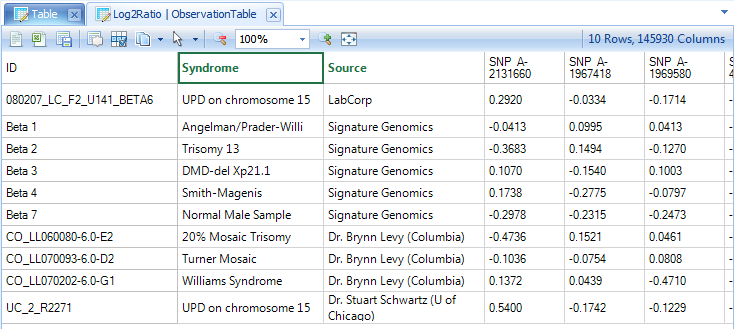 Table
Log2Ratio | ObservationTable
100%
10 Rows, 145930 Columns
ID Syndrome Source SNP_A-2131660 SNP_A-1967418 SNP_A-1969580
080207_LC_F2_U141_BETA6 UPD on chromosome 15 LabCorp 0.2920 -0.0334 -0.1714
Beta 1 Angelman/Prader-Willi Signature Genomics -0.0413 0.0995 0.0413
Beta 2 Trisomy 13 Signature Genomics -0.3683 0.1494 -0.1270
Beta 3 DMD-del Xp21.1 Signature Genomics 0.1070 -0.1540 0.1003
Beta 4 Smith-Magenis Signature Genomics 0.1738 -0.2775 -0.0797
Beta 7 Normal Male Sample Signature Genomics -0.2978 -0.2315 -0.2473
CO_LL060080-6.0-E2 20% Mosaic Trisomy Dr. Brynn Levy (Columbia) -0.4736 0.1521 0.0461
CO_LL070093-6.0-D2 Turner Mosaic Dr. Brynn Levy (Columbia) -0.1036 -0.0754 0.0808
CO_LL070202-6.0-G1 Williams Syndrome Dr. Brynn Levy (Columbia) 0.1372 0.0439 -0.4710
UC_2_R2271 UPD on chromosome 15 Dr. Stuart Schwartz (U of Chicago) 0.5400 -0.1742 -0.1229